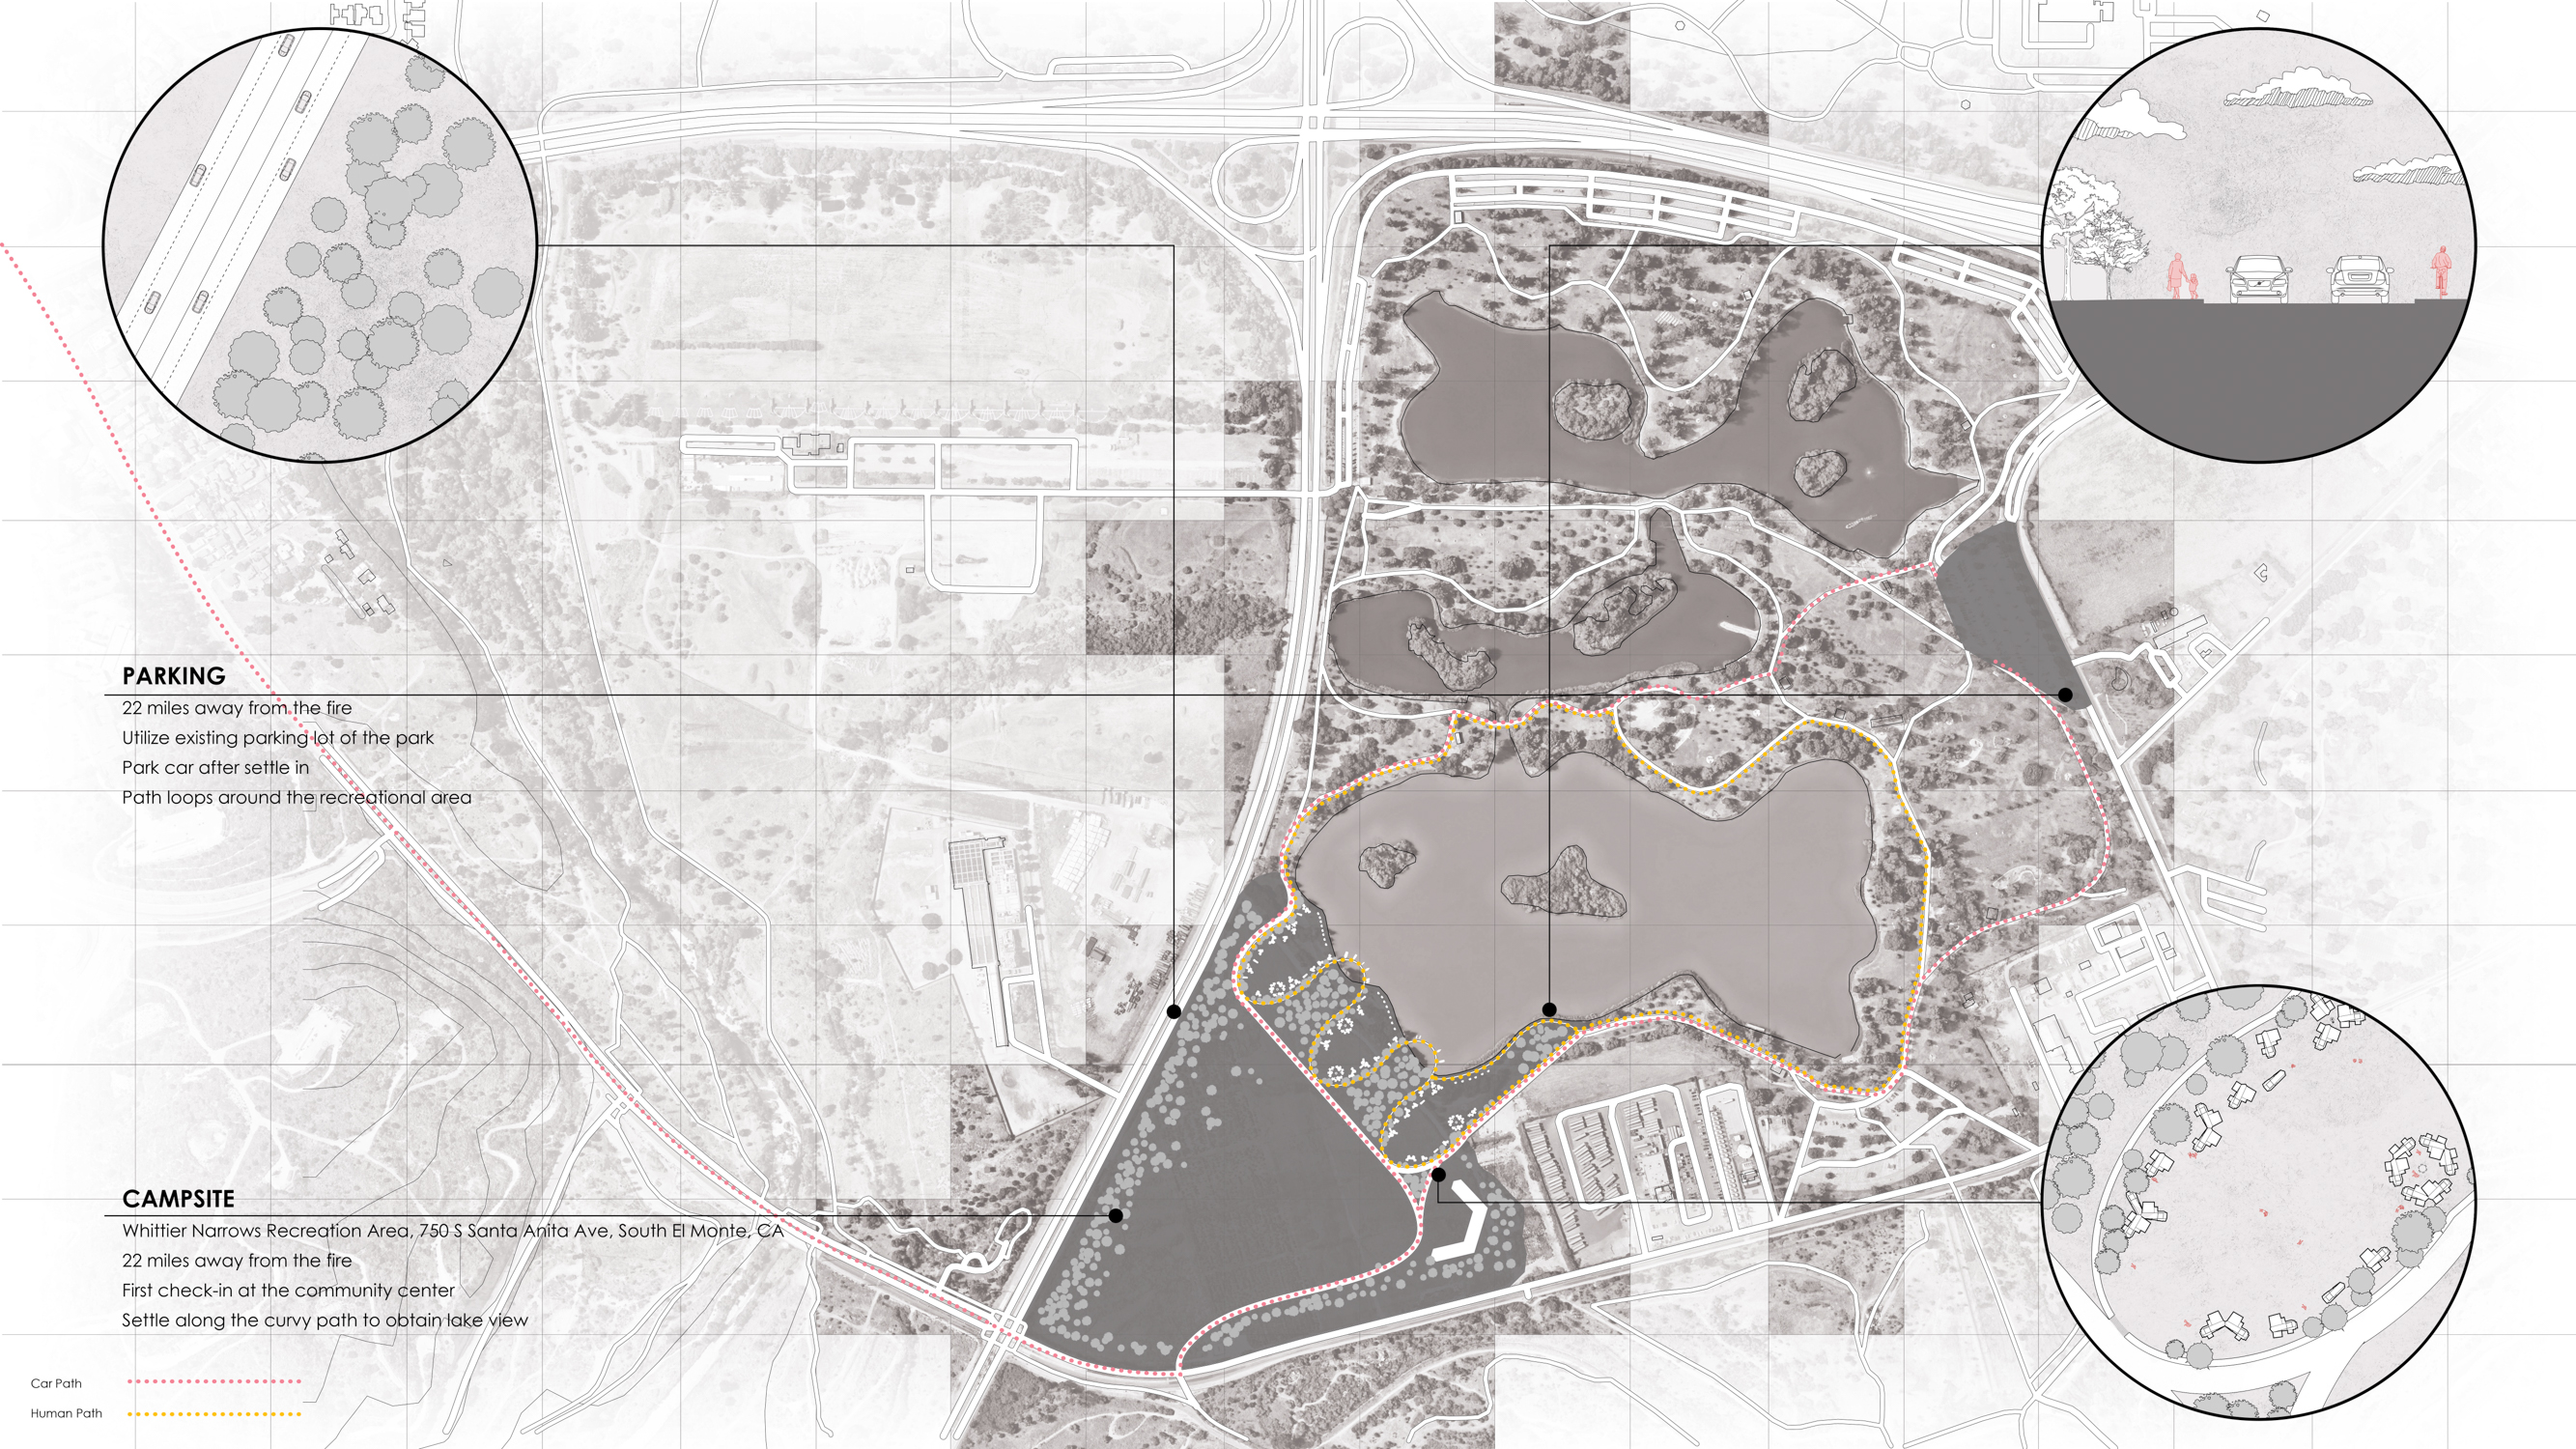 PARKING
22 miles away from the fire
Utilize existing parking lot of the park
Park car after settle in
Path loops around the recreational area
CAMPSITE
Whittier Narrows Recreation Area, 750 S Santa Anita Ave, South El Monte, CA
22 miles away from the fire
First check-in at the community center
Settle along the curvy path to obtain lake view
Car Path
Human Path